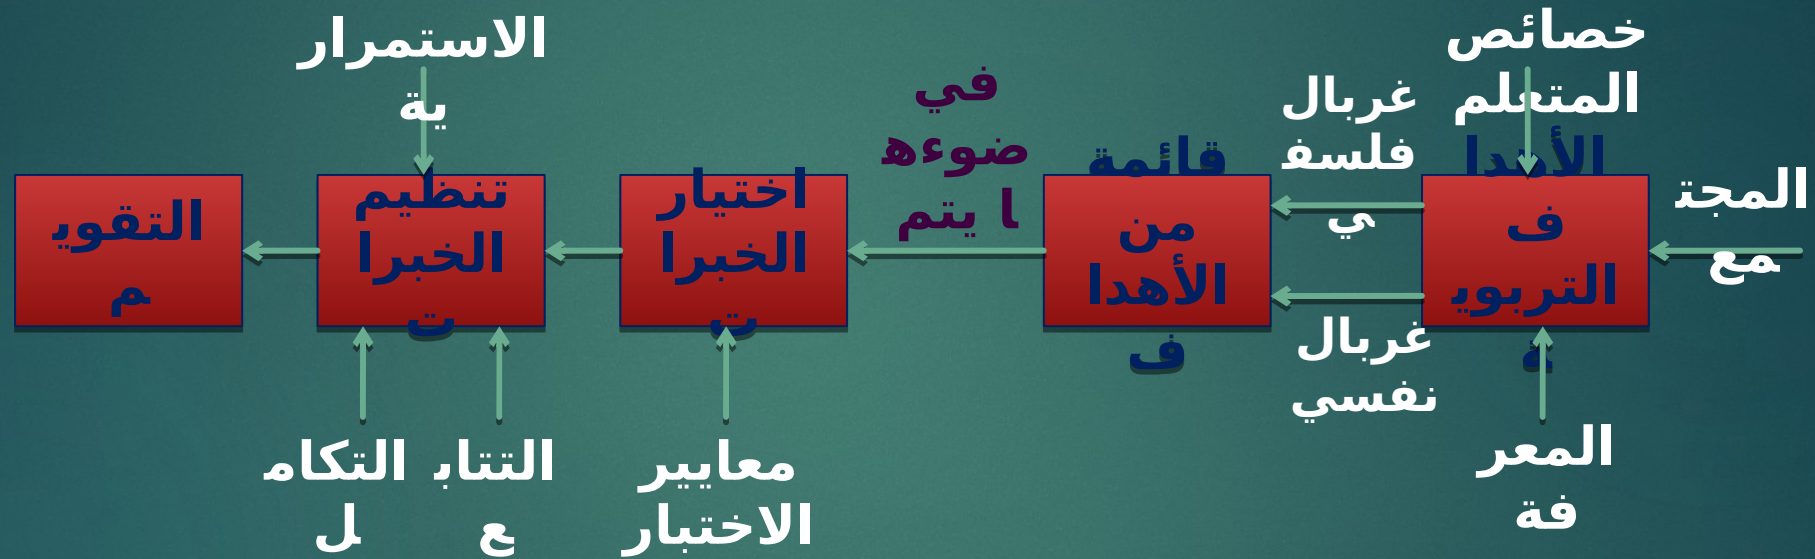 خصائص
المتعلم
المجت
مع
الأهدا
ف
التربوي
ة
المعر
فة
غربال
فلسف
ي
غربال
نفسي
قائمة
من
الأهدا
ف
في
ضوءه
ا يتم
اختيار
الخبرا
ت
معايير
الاختبار
الاستمرار
ية
تنظيم
الخبرا
ت
التتاب
ع
التكام
ل
التقوي
م